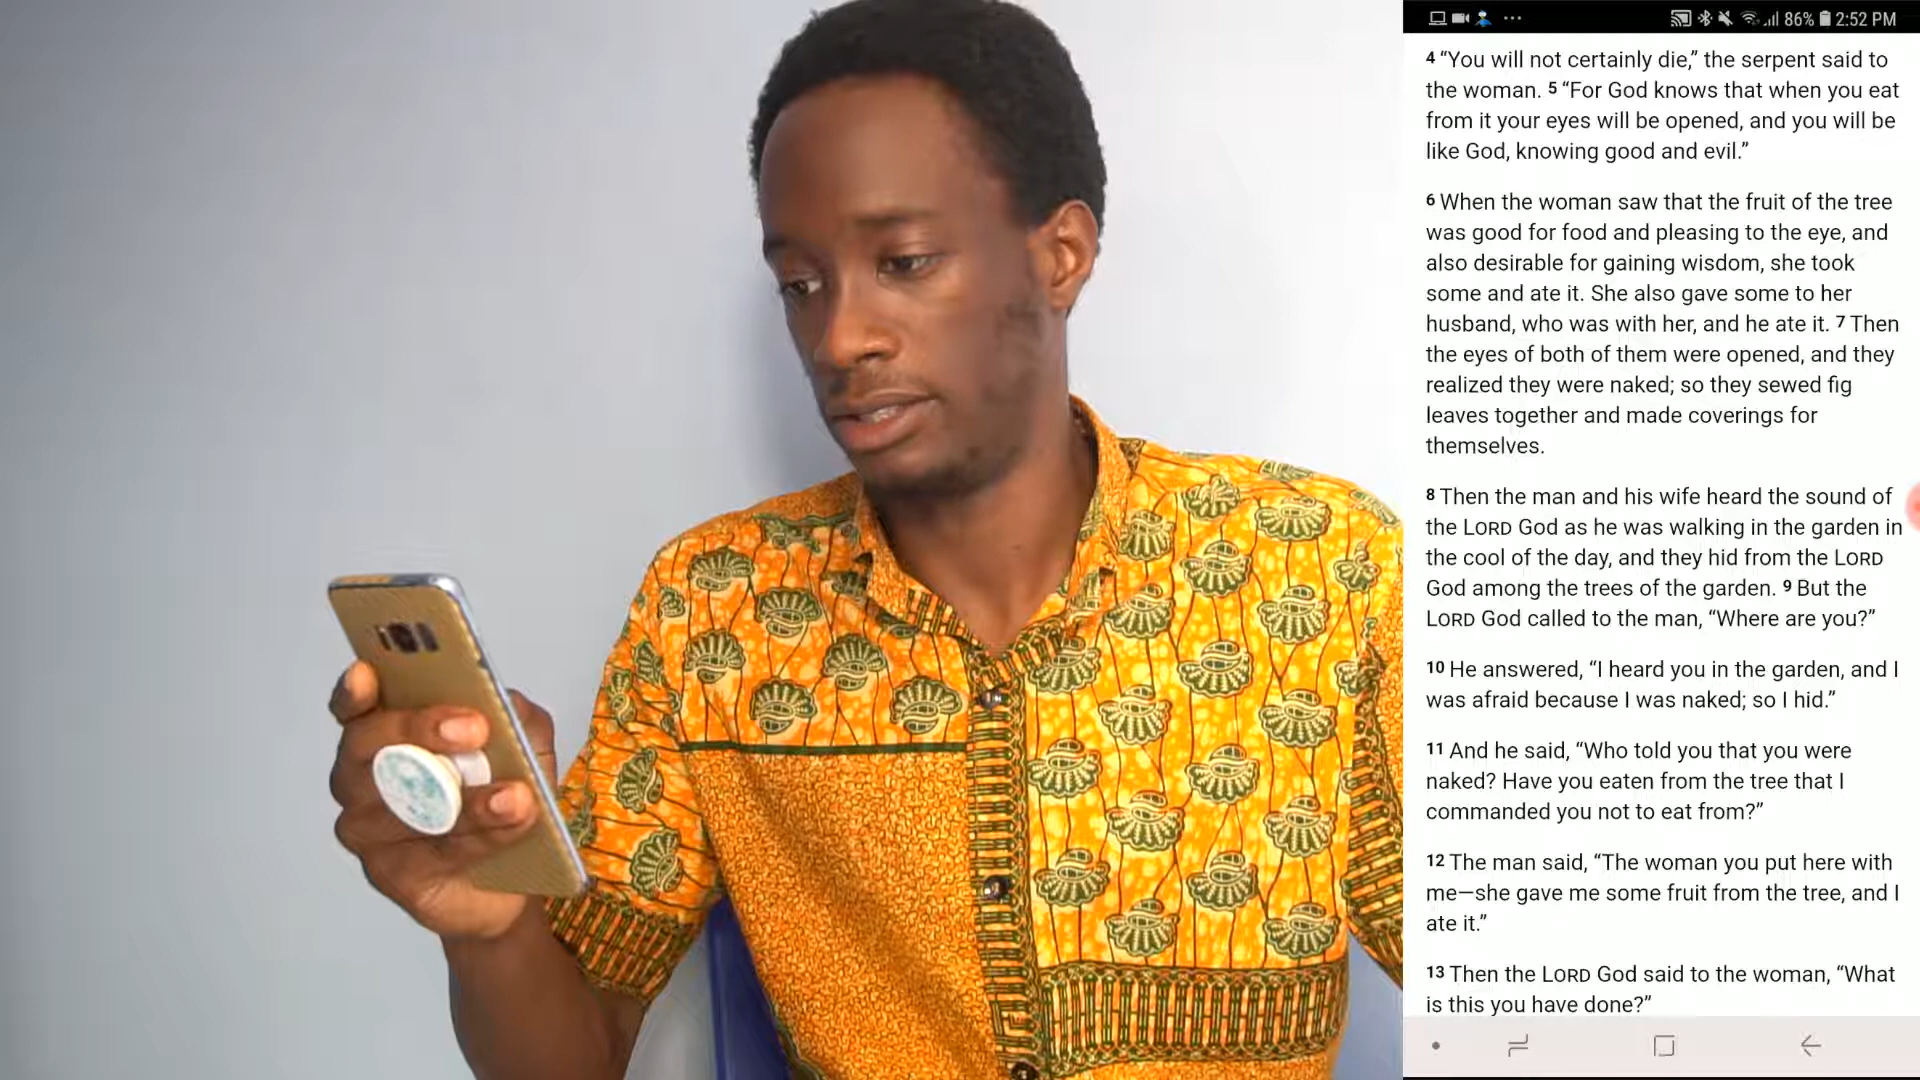 86% 2:52 PM
4 “You will not certainly die,” the serpent said to
the woman. 5 “For God knows that when you eat
from it your eyes will be opened, and you will be
like God, knowing good and evil.”
6 When the woman saw that the fruit of the tree
was good for food and pleasing to the eye, and
also desirable for gaining wisdom, she took
some and ate it. She also gave some to her
husband, who was with her, and he ate it. 7 Then
the eyes of both of them were opened, and they
realized they were naked; so they sewed fig
leaves together and made coverings for
themselves.
8 Then the man and his wife heard the sound of
the LORD God as he was walking in the garden in
the cool of the day, and they hid from the LORD
God among the trees of the garden. 9 But the
LORD God called to the man, “Where are you?”
10 He answered, “I heard you in the garden, and I
was afraid because I was naked; so I hid.”
11 And he said, “Who told you that you were
naked? Have you eaten from the tree that I
commanded you not to eat from?”
12 The man said, “The woman you put here with
me—she gave me some fruit from the tree, and I
ate it.”
13 Then the LORD God said to the woman, “What
is this you have done?”